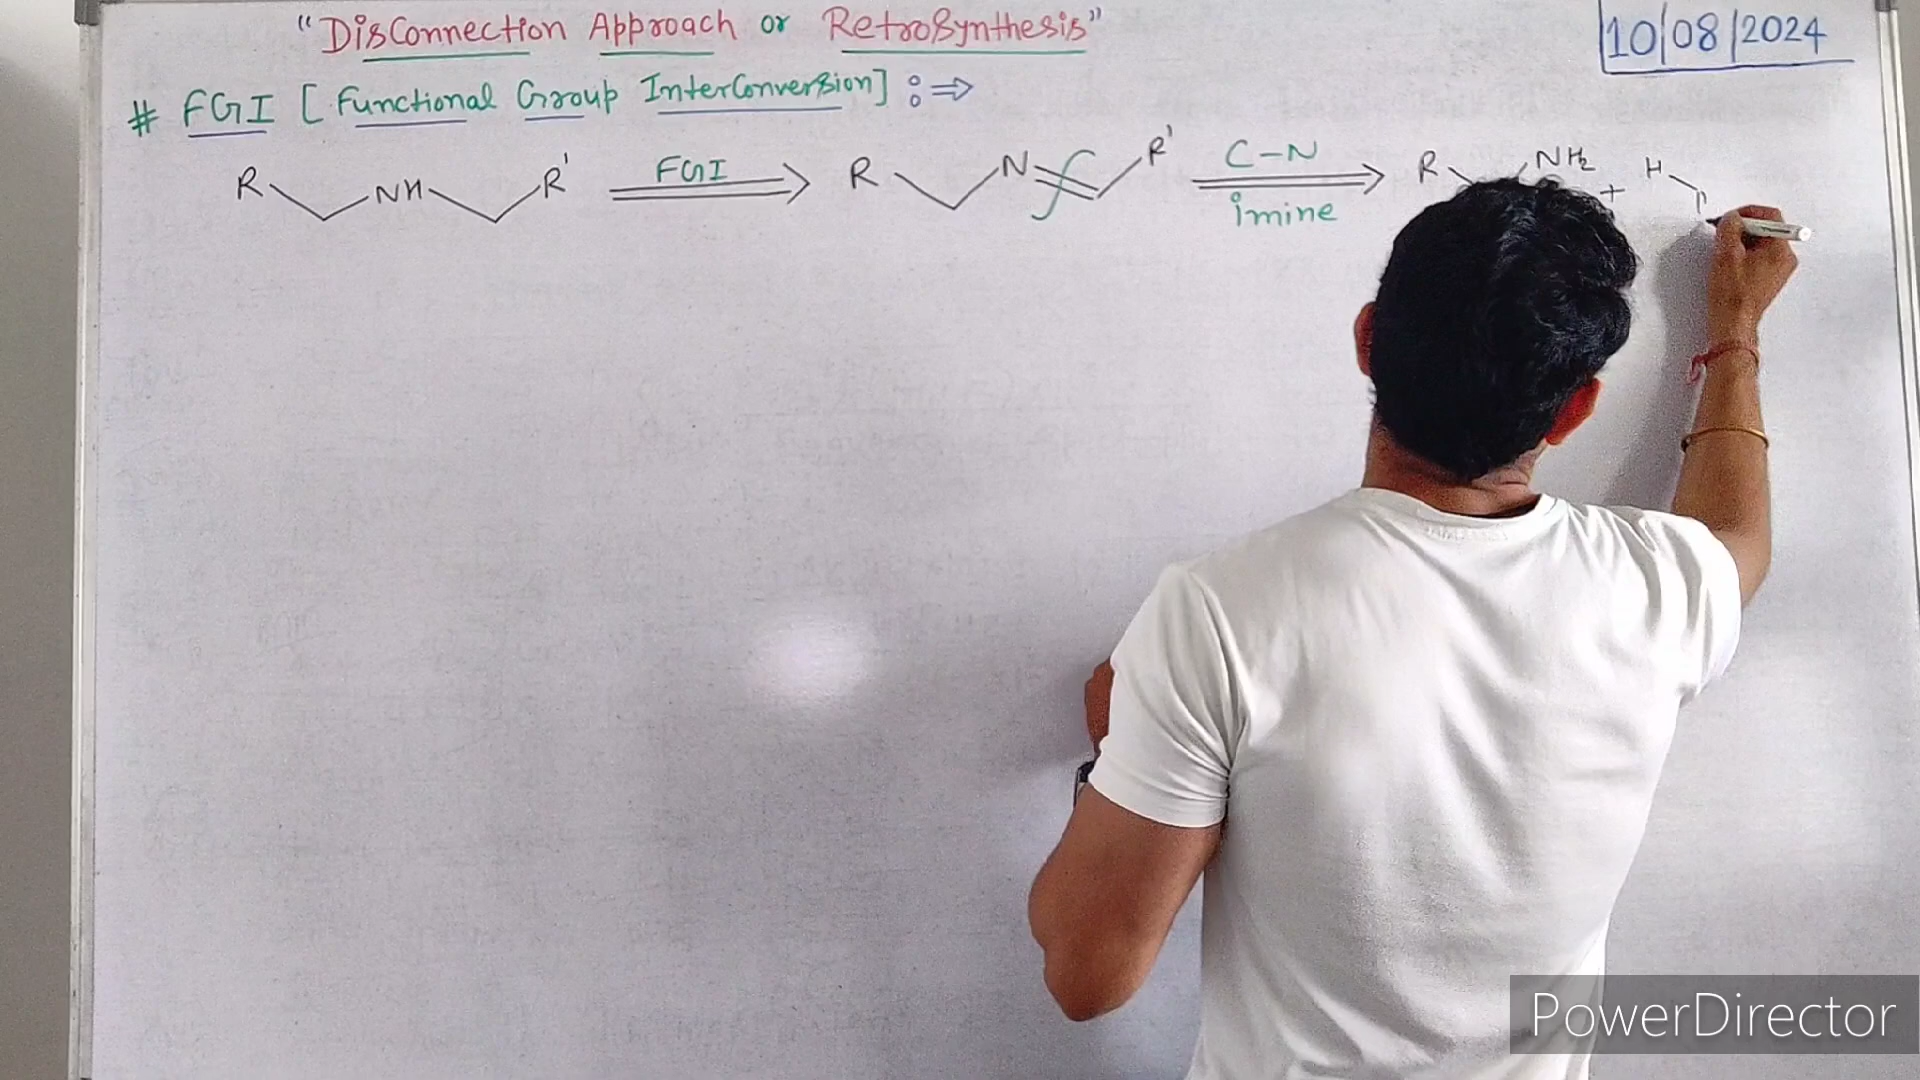 "Disconnection Approach or Retrosynthesis"
10/08/2024
# FGI [Functional Group InterConversion] :⇒
R NH R' FGI R N R' C-N imine R NH2 + H
PowerDirector